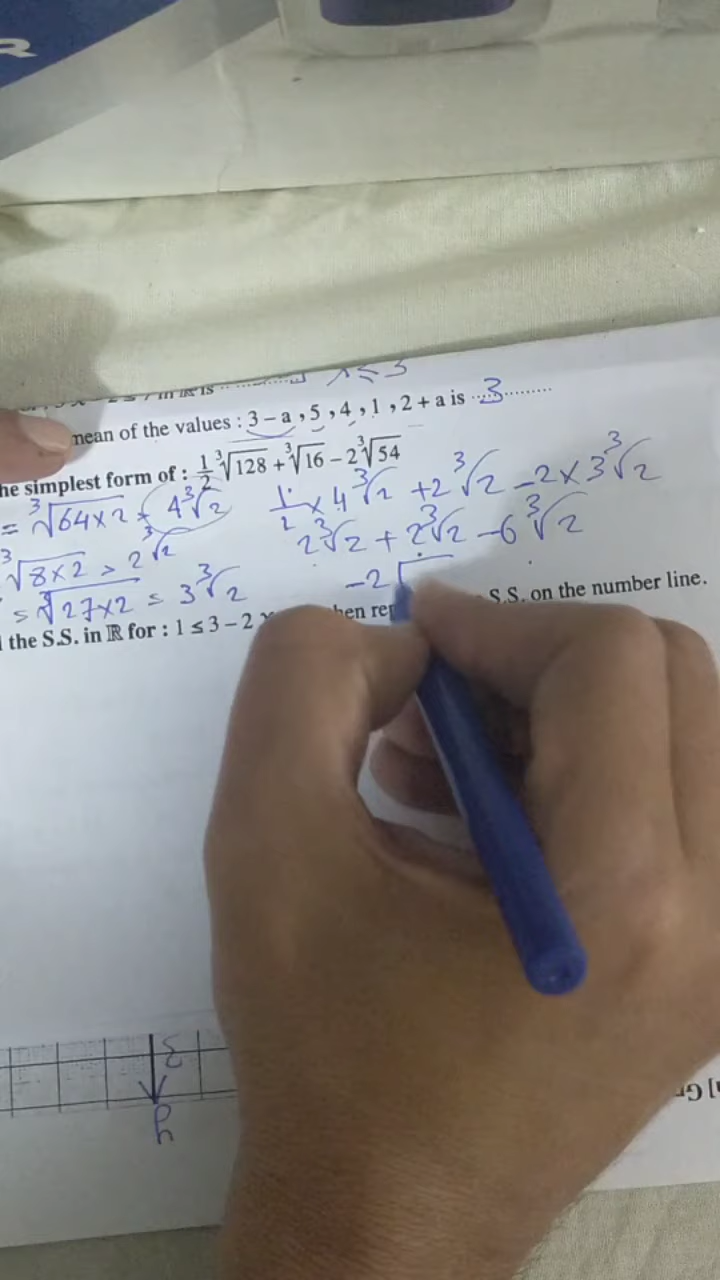 R
x ≤ 3
mean of the values : 3 – a , 5 , 4 , 1 , 2 + a is ..... 3 ..........
he simplest form of : 1/2 ∛128 + ∛16 – 2∛54
= ∛64×2 = 4∛2 1/2 × 4∛2 + 2∛2 – 2×3∛2
∛8×2 = 2∛2 2∛2 + 2∛2 – 6∛2
= ∛27×2 = 3∛2 –2
the S.S. in ℝ for : 1 ≤ 3 – 2 S.S. on the number line.